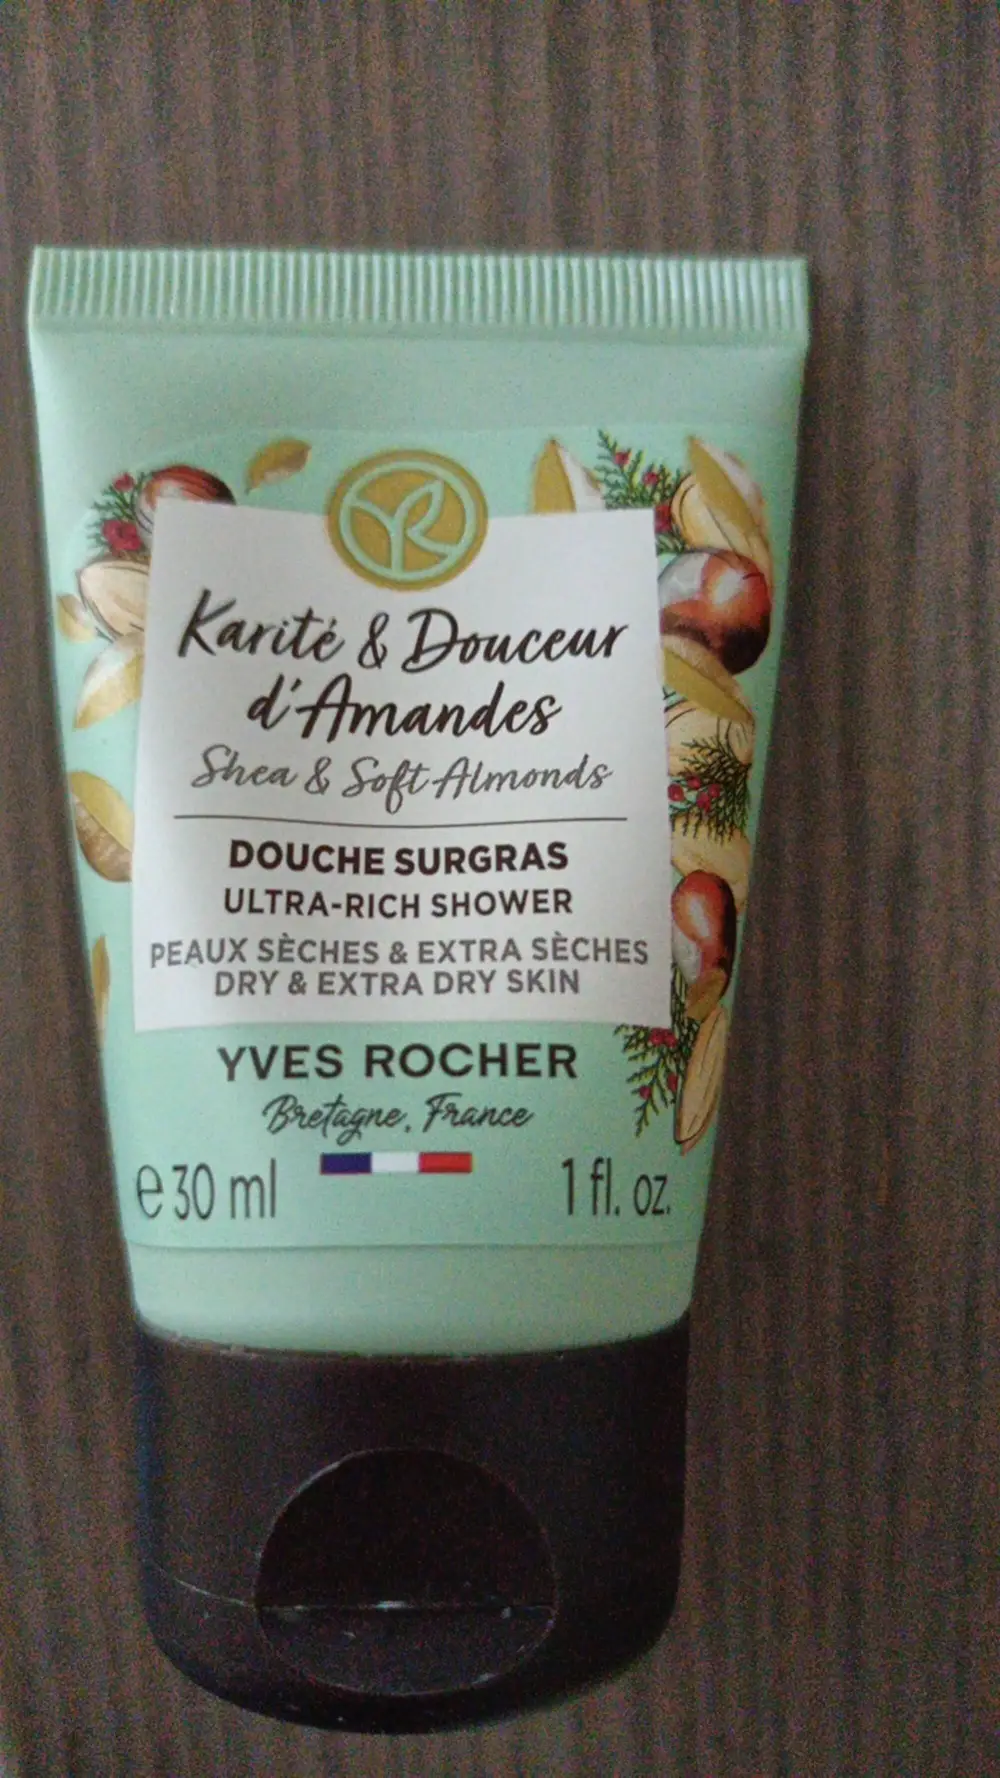 YR
Karité & Douceur
d'Amandes
Shea & Soft Almonds
DOUCHE SURGRAS
ULTRA-RICH SHOWER
PEAUX SÈCHES & EXTRA SÈCHES
DRY & EXTRA DRY SKIN
YVES ROCHER
Bretagne, France
e 30 ml 1 fl. oz.